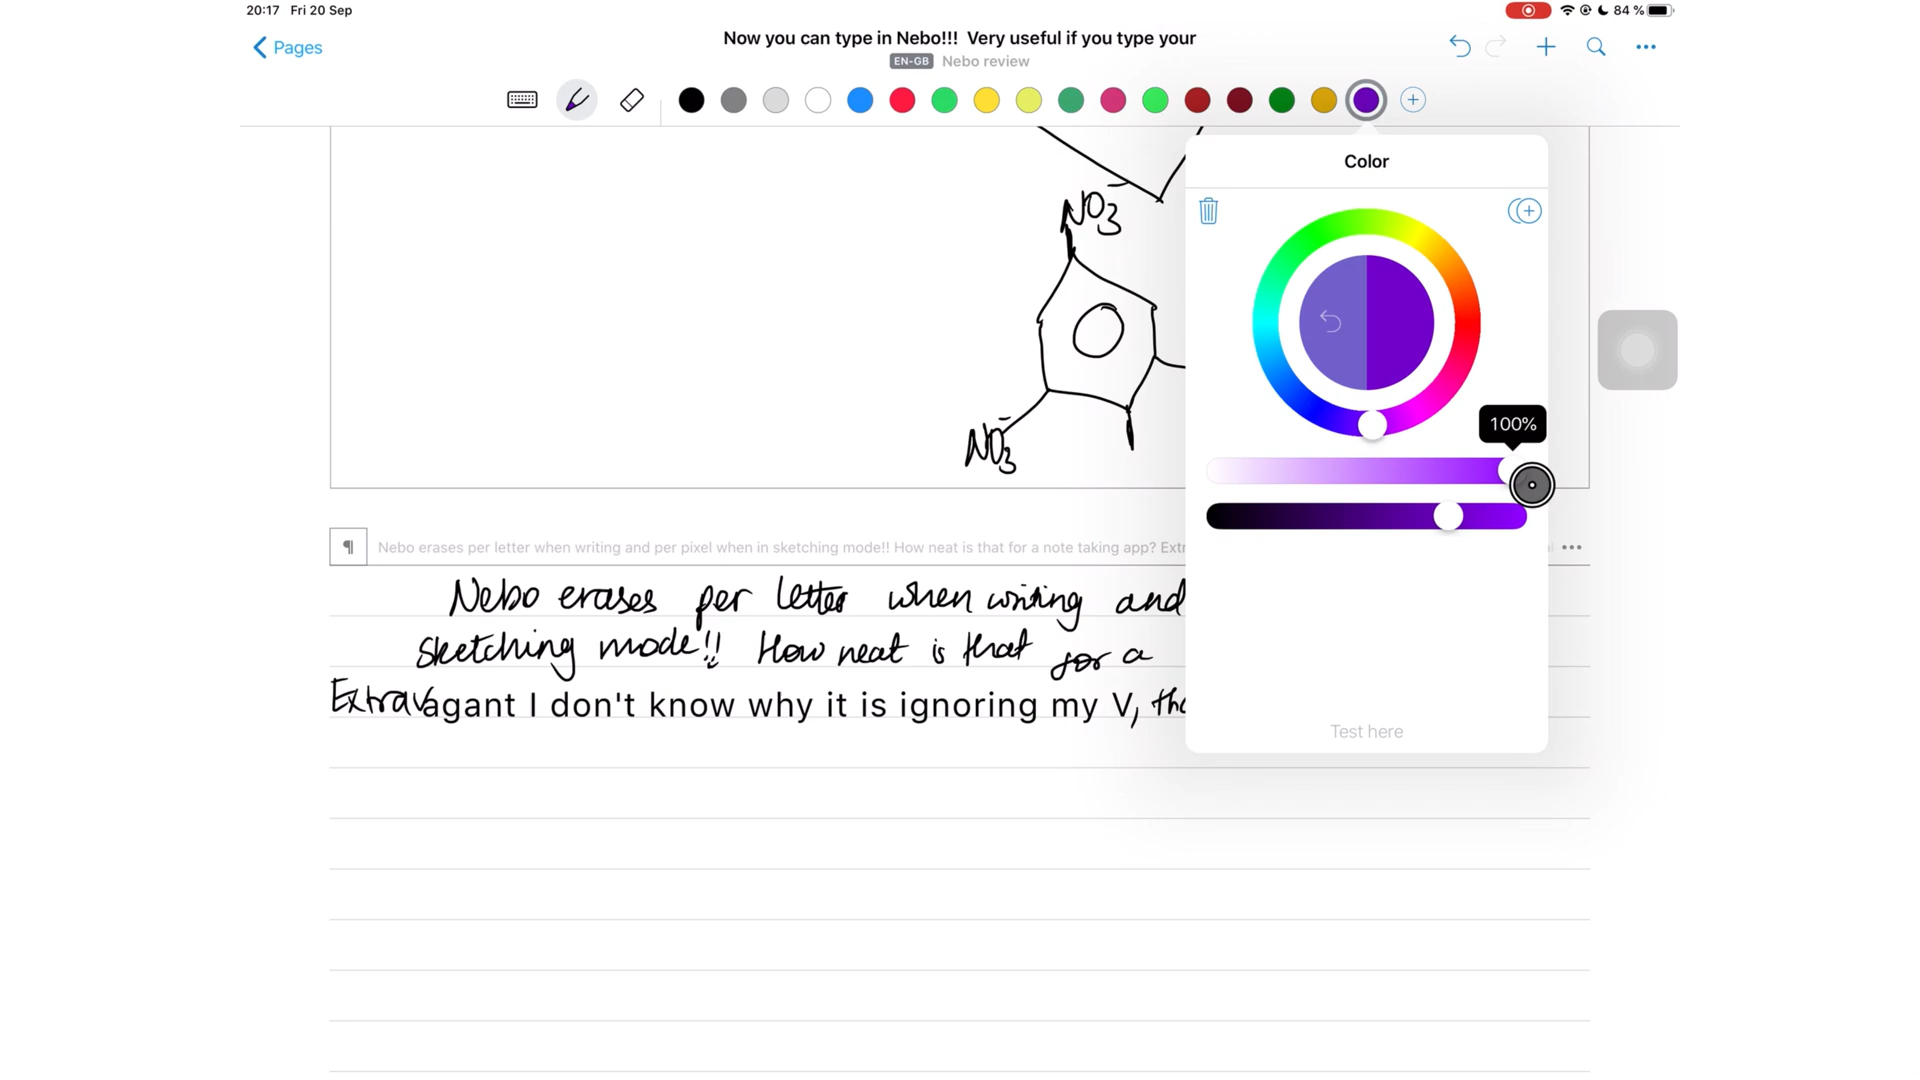 20:17 Fri 20 Sep
84 %
Pages
Now you can type in Nebo!!! Very useful if you type your
EN-GB Nebo review
Color
NO3-
100%
NO3-
¶ Nebo erases per letter when writing and per pixel when in sketching mode!! How neat is that for a note taking app?
Nebo erases per letter when writing and
sketching mode!! How neat is that for a
Extravagant I don't know why it is ignoring my V,
Test here